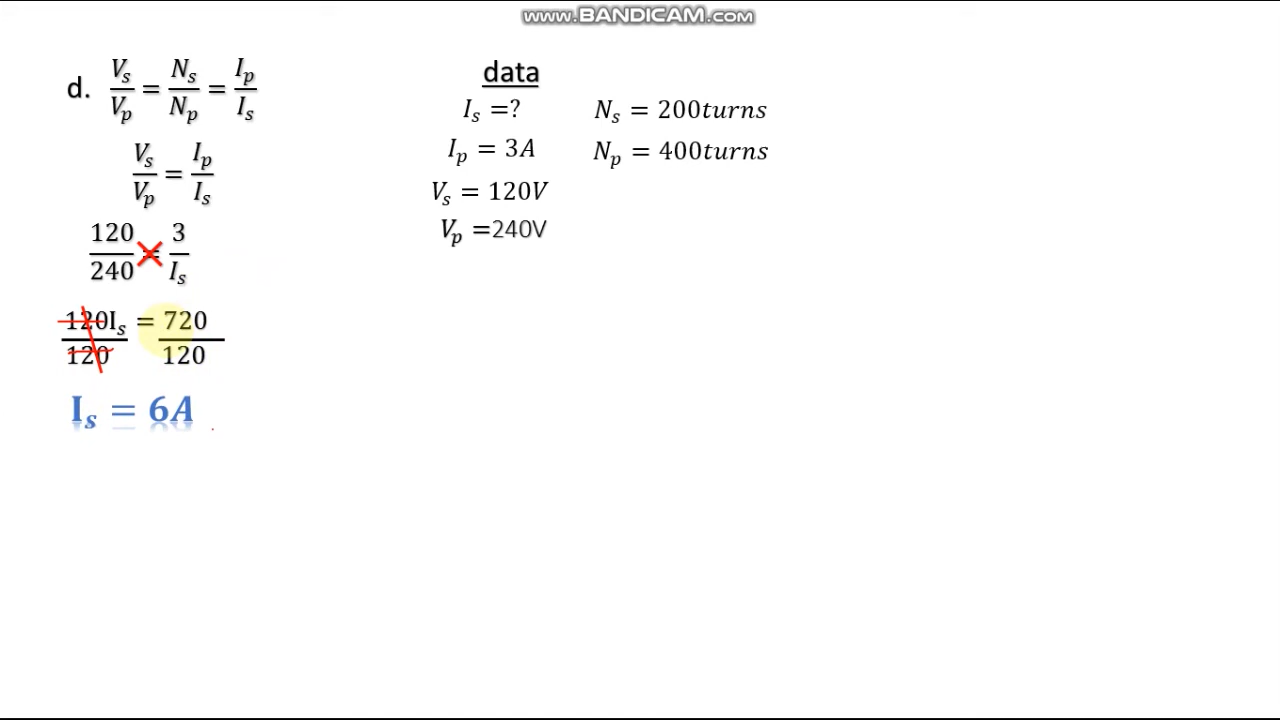 www.BANDICAM.com
d. Vₛ/Vₚ = Nₛ/Nₚ = Iₚ/Iₛ
Vₛ/Vₚ = Iₚ/Iₛ
120/240 = 3/Iₛ
120Iₛ/120 = 720/120
Iₛ = 6A
data
Iₛ =? Nₛ = 200turns
Iₚ = 3A Nₚ = 400turns
Vₛ = 120V
Vₚ =240V